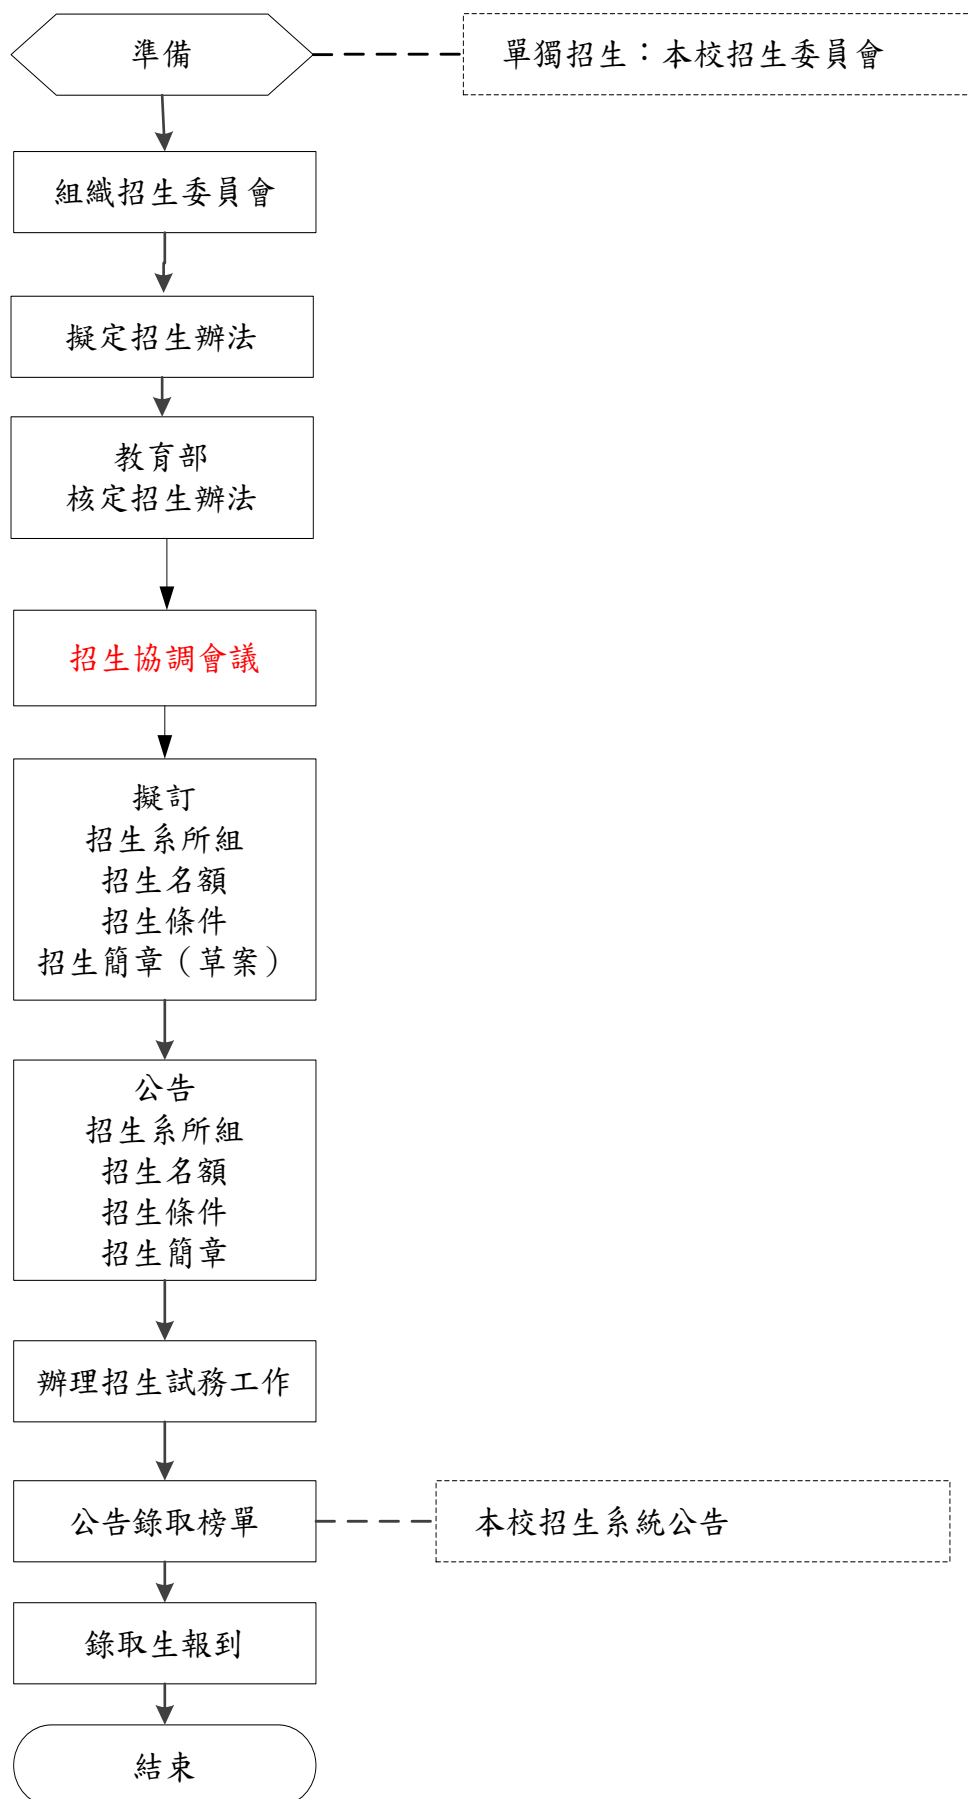 準備
單獨招生：本校招生委員會
組織招生委員會
擬定招生辦法
教育部
核定招生辦法
招生協調會議
擬訂
招生系所組
招生名額
招生條件
招生簡章（草案）
公告
招生系所組
招生名額
招生條件
招生簡章
辦理招生試務工作
公告錄取榜單
本校招生系統公告
錄取生報到
結束